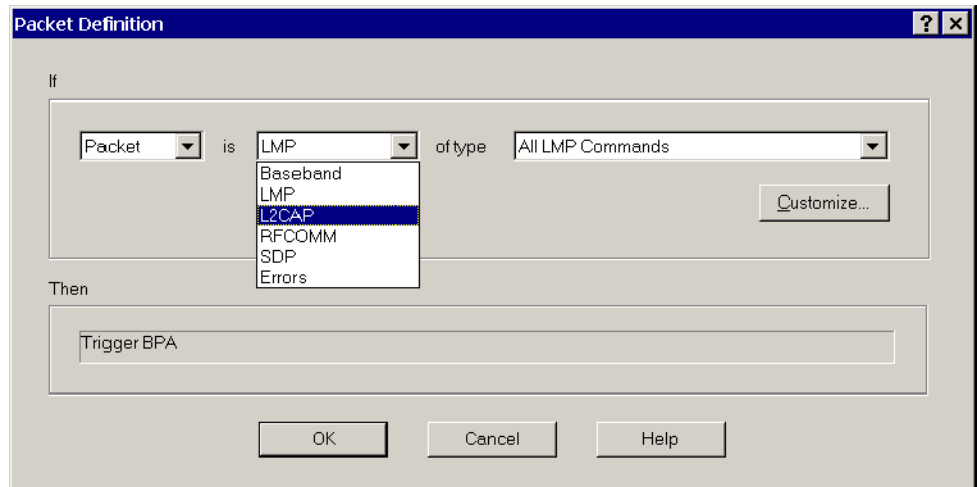 Packet Definition
If
Packet is LMP of type All LMP Commands
Baseband
LMP
L2CAP
RFCOMM
SDP
Errors
Customize...
Then
Trigger BPA
OK Cancel Help